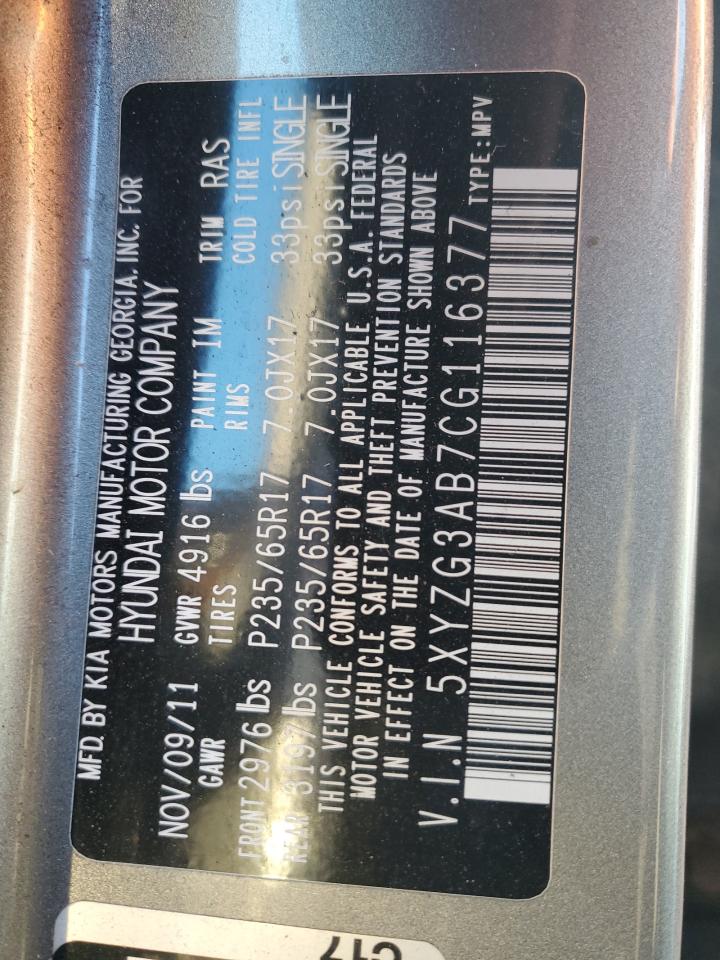 MFD. BY KIA MOTORS MANUFACTURING GEORGIA. INC. FOR
HYUNDAI MOTOR COMPANY
NOV/09/11 GVWR 4916 lbs PAINT IM TRIM RAS
GAWR TIRES RIMS COLD TIRE INFL
FRONT 2976 lbs P235/65R17 7.0JX17 33psi SINGLE
REAR 3197 lbs P235/65R17 7.0JX17 33psi SINGLE
THIS VEHICLE CONFORMS TO ALL APPLICABLE U.S.A. FEDERAL
MOTOR VEHICLE SAFETY AND THEFT PREVENTION STANDARDS
IN EFFECT ON THE DATE OF MANUFACTURE SHOWN ABOVE
V.I.N 5XYZG3AB7CG116377 TYPE:MPV